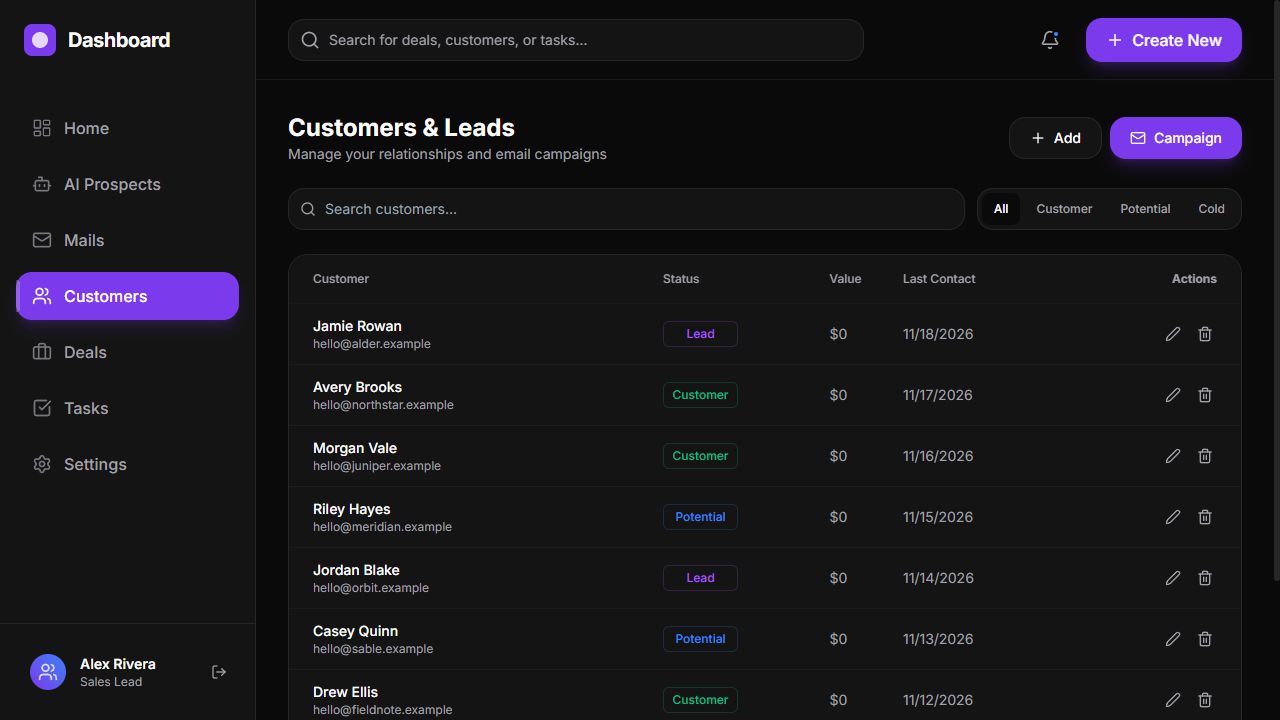 Dashboard
Search for deals, customers, or tasks...
Create New
Home
AI Prospects
Mails
Customers
Deals
Tasks
Settings
Alex Rivera
Sales Lead
Customers & Leads
Manage your relationships and email campaigns
Add
Campaign
Search customers...
All Customer Potential Cold
Customer Status Value Last Contact Actions
Jamie Rowan
hello@alder.example
Lead $0 11/18/2026
Avery Brooks
hello@northstar.example
Customer $0 11/17/2026
Morgan Vale
hello@juniper.example
Customer $0 11/16/2026
Riley Hayes
hello@meridian.example
Potential $0 11/15/2026
Jordan Blake
hello@orbit.example
Lead $0 11/14/2026
Casey Quinn
hello@sable.example
Potential $0 11/13/2026
Drew Ellis
hello@fieldnote.example
Customer $0 11/12/2026